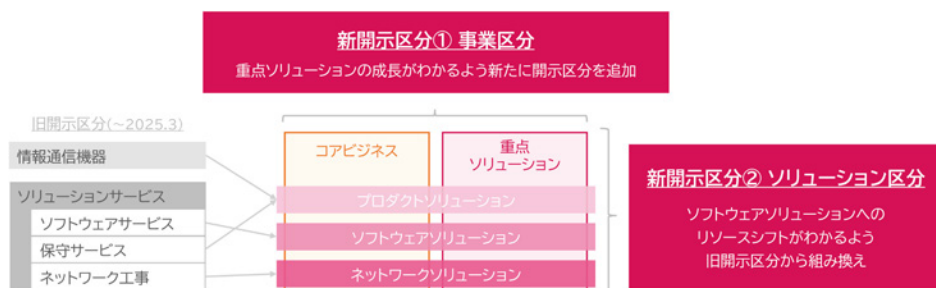 新開示区分① 事業区分
重点ソリューションの成長がわかるよう新たに開示区分を追加
旧開示区分(~2025.3)
情報通信機器
ソリューションサービス
ソフトウェアサービス
保守サービス
ネットワーク工事
コアビジネス
重点
ソリューション
プロダクトソリューション
ソフトウェアソリューション
ネットワークソリューション
新開示区分② ソリューション区分
ソフトウェアソリューションへの
リソースシフトがわかるよう
旧開示区分から組み換え